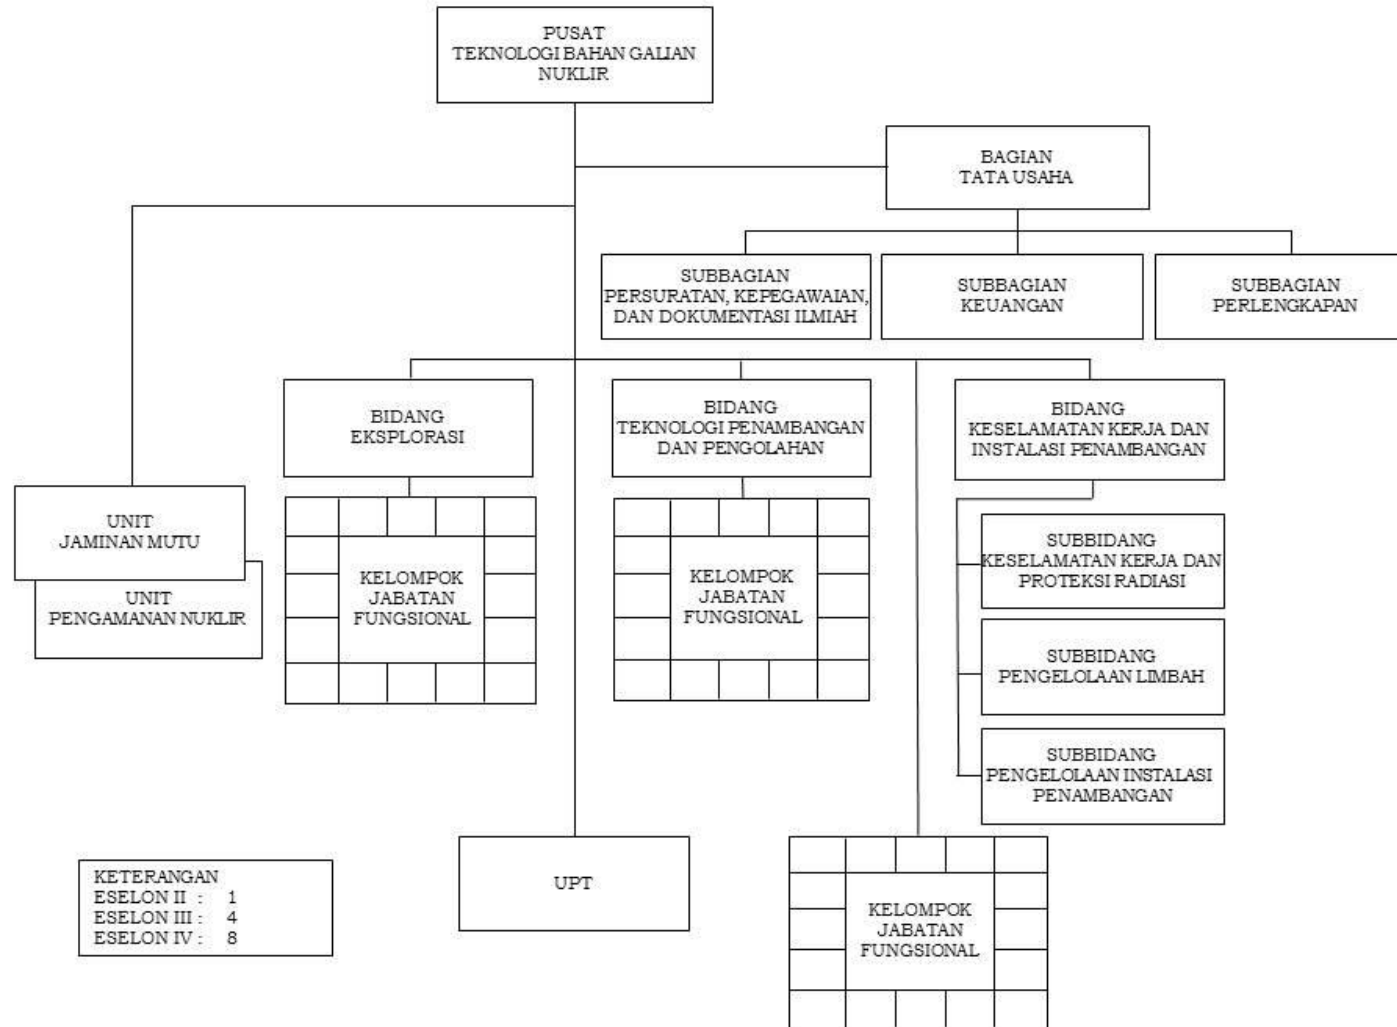 PUSAT
TEKNOLOGI BAHAN GALIAN
NUKLIR
BAGIAN
TATA USAHA
SUBBAGIAN
PERSURATAN, KEPEGAWAIAN,
DAN DOKUMENTASI ILMIAH
SUBBAGIAN
KEUANGAN
SUBBAGIAN
PERLENGKAPAN
BIDANG
EKSPLORASI
BIDANG
TEKNOLOGI PENAMBANGAN
DAN PENGOLAHAN
BIDANG
KESELAMATAN KERJA DAN
INSTALASI PENAMBANGAN
UNIT
JAMINAN MUTU
UNIT
PENGAMANAN NUKLIR
KELOMPOK
JABATAN
FUNGSIONAL
KELOMPOK
JABATAN
FUNGSIONAL
SUBBIDANG
KESELAMATAN KERJA DAN
PROTEKSI RADIASI
SUBBIDANG
PENGELOLAAN LIMBAH
SUBBIDANG
PENGELOLAAN INSTALASI
PENAMBANGAN
UPT
KELOMPOK
JABATAN
FUNGSIONAL
KETERANGAN
ESELON II : 1
ESELON III : 4
ESELON IV : 8